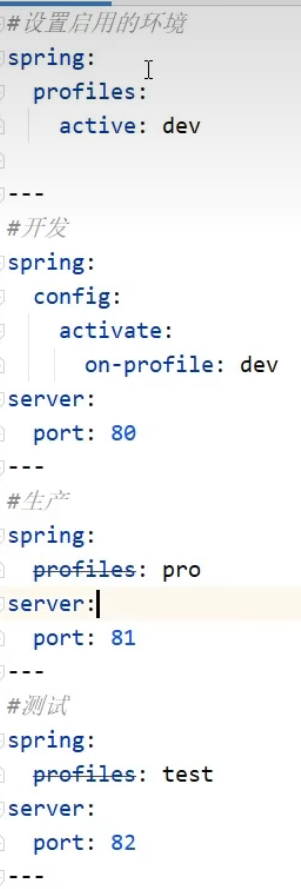 #设置启用的环境
spring:
  profiles:
    active: dev

---
#开发
spring:
  config:
    activate:
      on-profile: dev
server:
  port: 80
---
#生产
spring:
  profiles: pro
server:
  port: 81
---
#测试
spring:
  profiles: test
server:
  port: 82
---